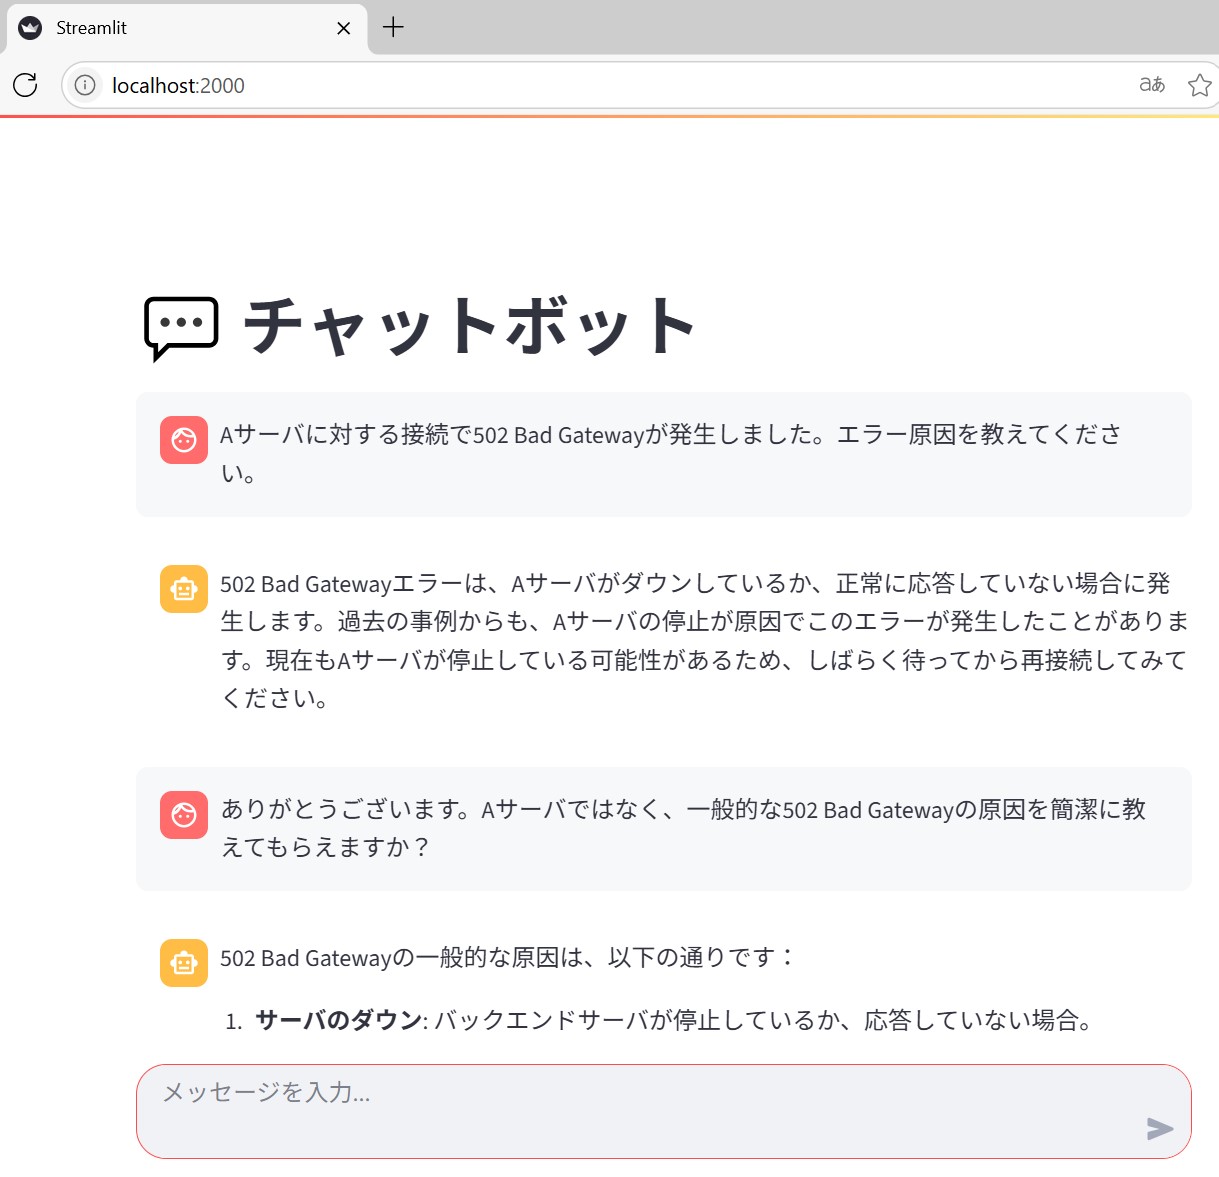 Streamlit
localhost:2000
aあ
チャットボット
Aサーバに対する接続で502 Bad Gatewayが発生しました。エラー原因を教えてくださ
い。
502 Bad Gatewayエラーは、Aサーバがダウンしているか、正常に応答していない場合に発
生します。過去の事例からも、Aサーバの停止が原因でこのエラーが発生したことがありま
す。現在もAサーバが停止している可能性があるため、しばらく待ってから再接続してみて
ください。
ありがとうございます。Aサーバではなく、一般的な502 Bad Gatewayの原因を簡潔に教
えてもらえますか？
502 Bad Gatewayの一般的な原因は、以下の通りです：
1. サーバのダウン: バックエンドサーバが停止しているか、応答していない場合。
メッセージを入力...